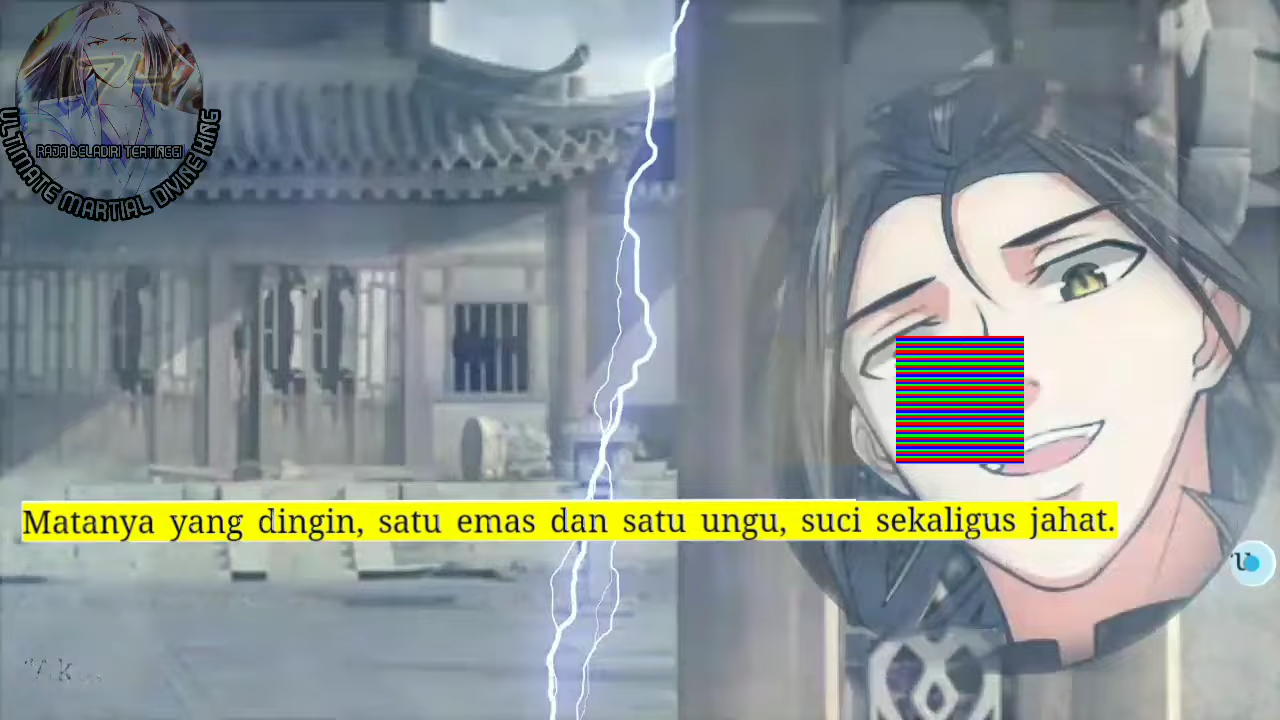 RAJA BELADIRI TERTINGGI
ULTIMATE MARTIAL DIVINE KING
Matanya yang dingin, satu emas dan satu ungu, suci sekaligus jahat.